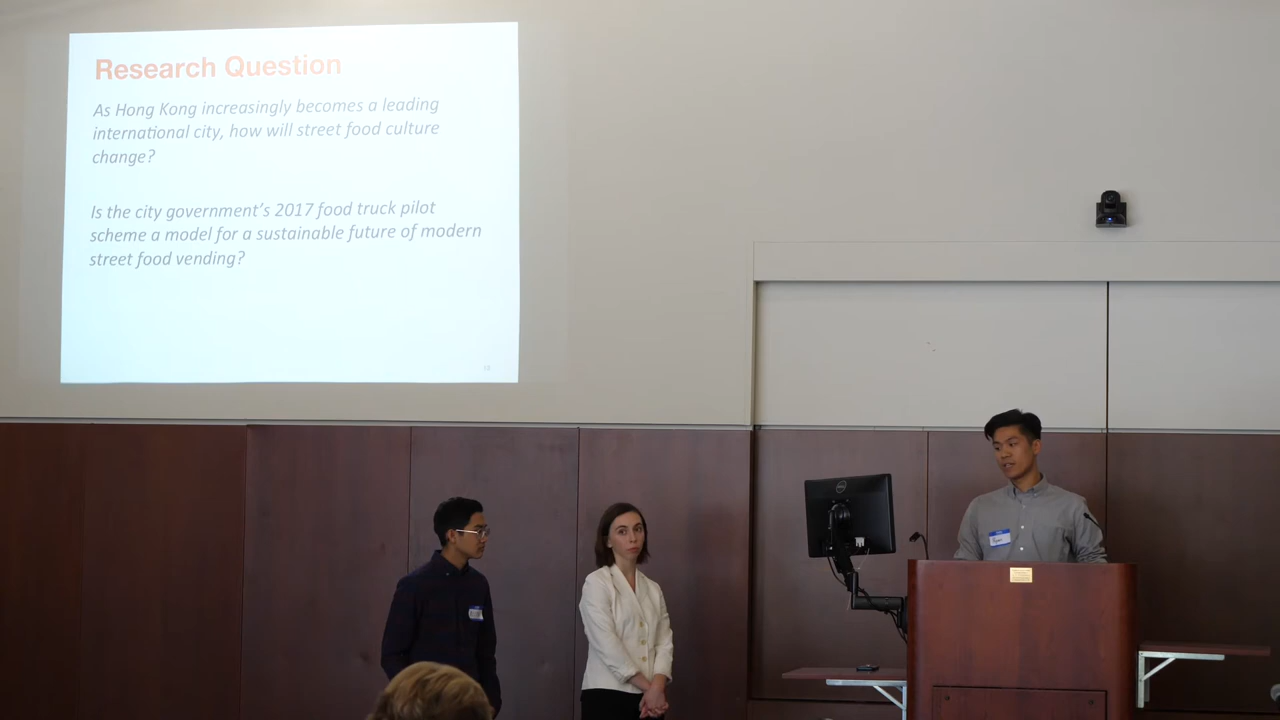 Research Question
As Hong Kong increasingly becomes a leading
international city, how will street food culture
change?
Is the city government's 2017 food truck pilot
scheme a model for a sustainable future of modern
street food vending?
DELL